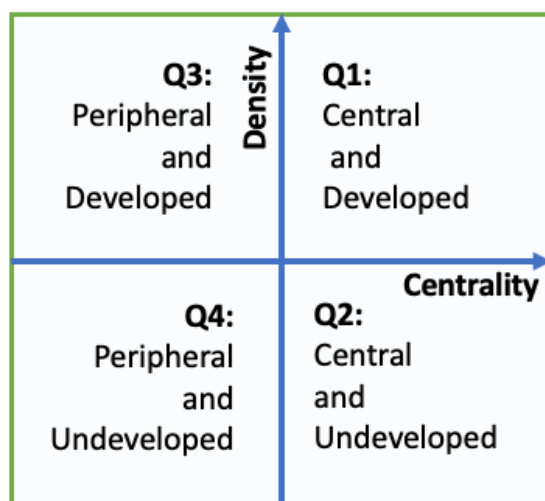 Q3:
Peripheral
and
Developed
Density
Q1:
Central
and
Developed
Centrality
Q4:
Peripheral
and
Undeveloped
Q2:
Central
and
Undeveloped